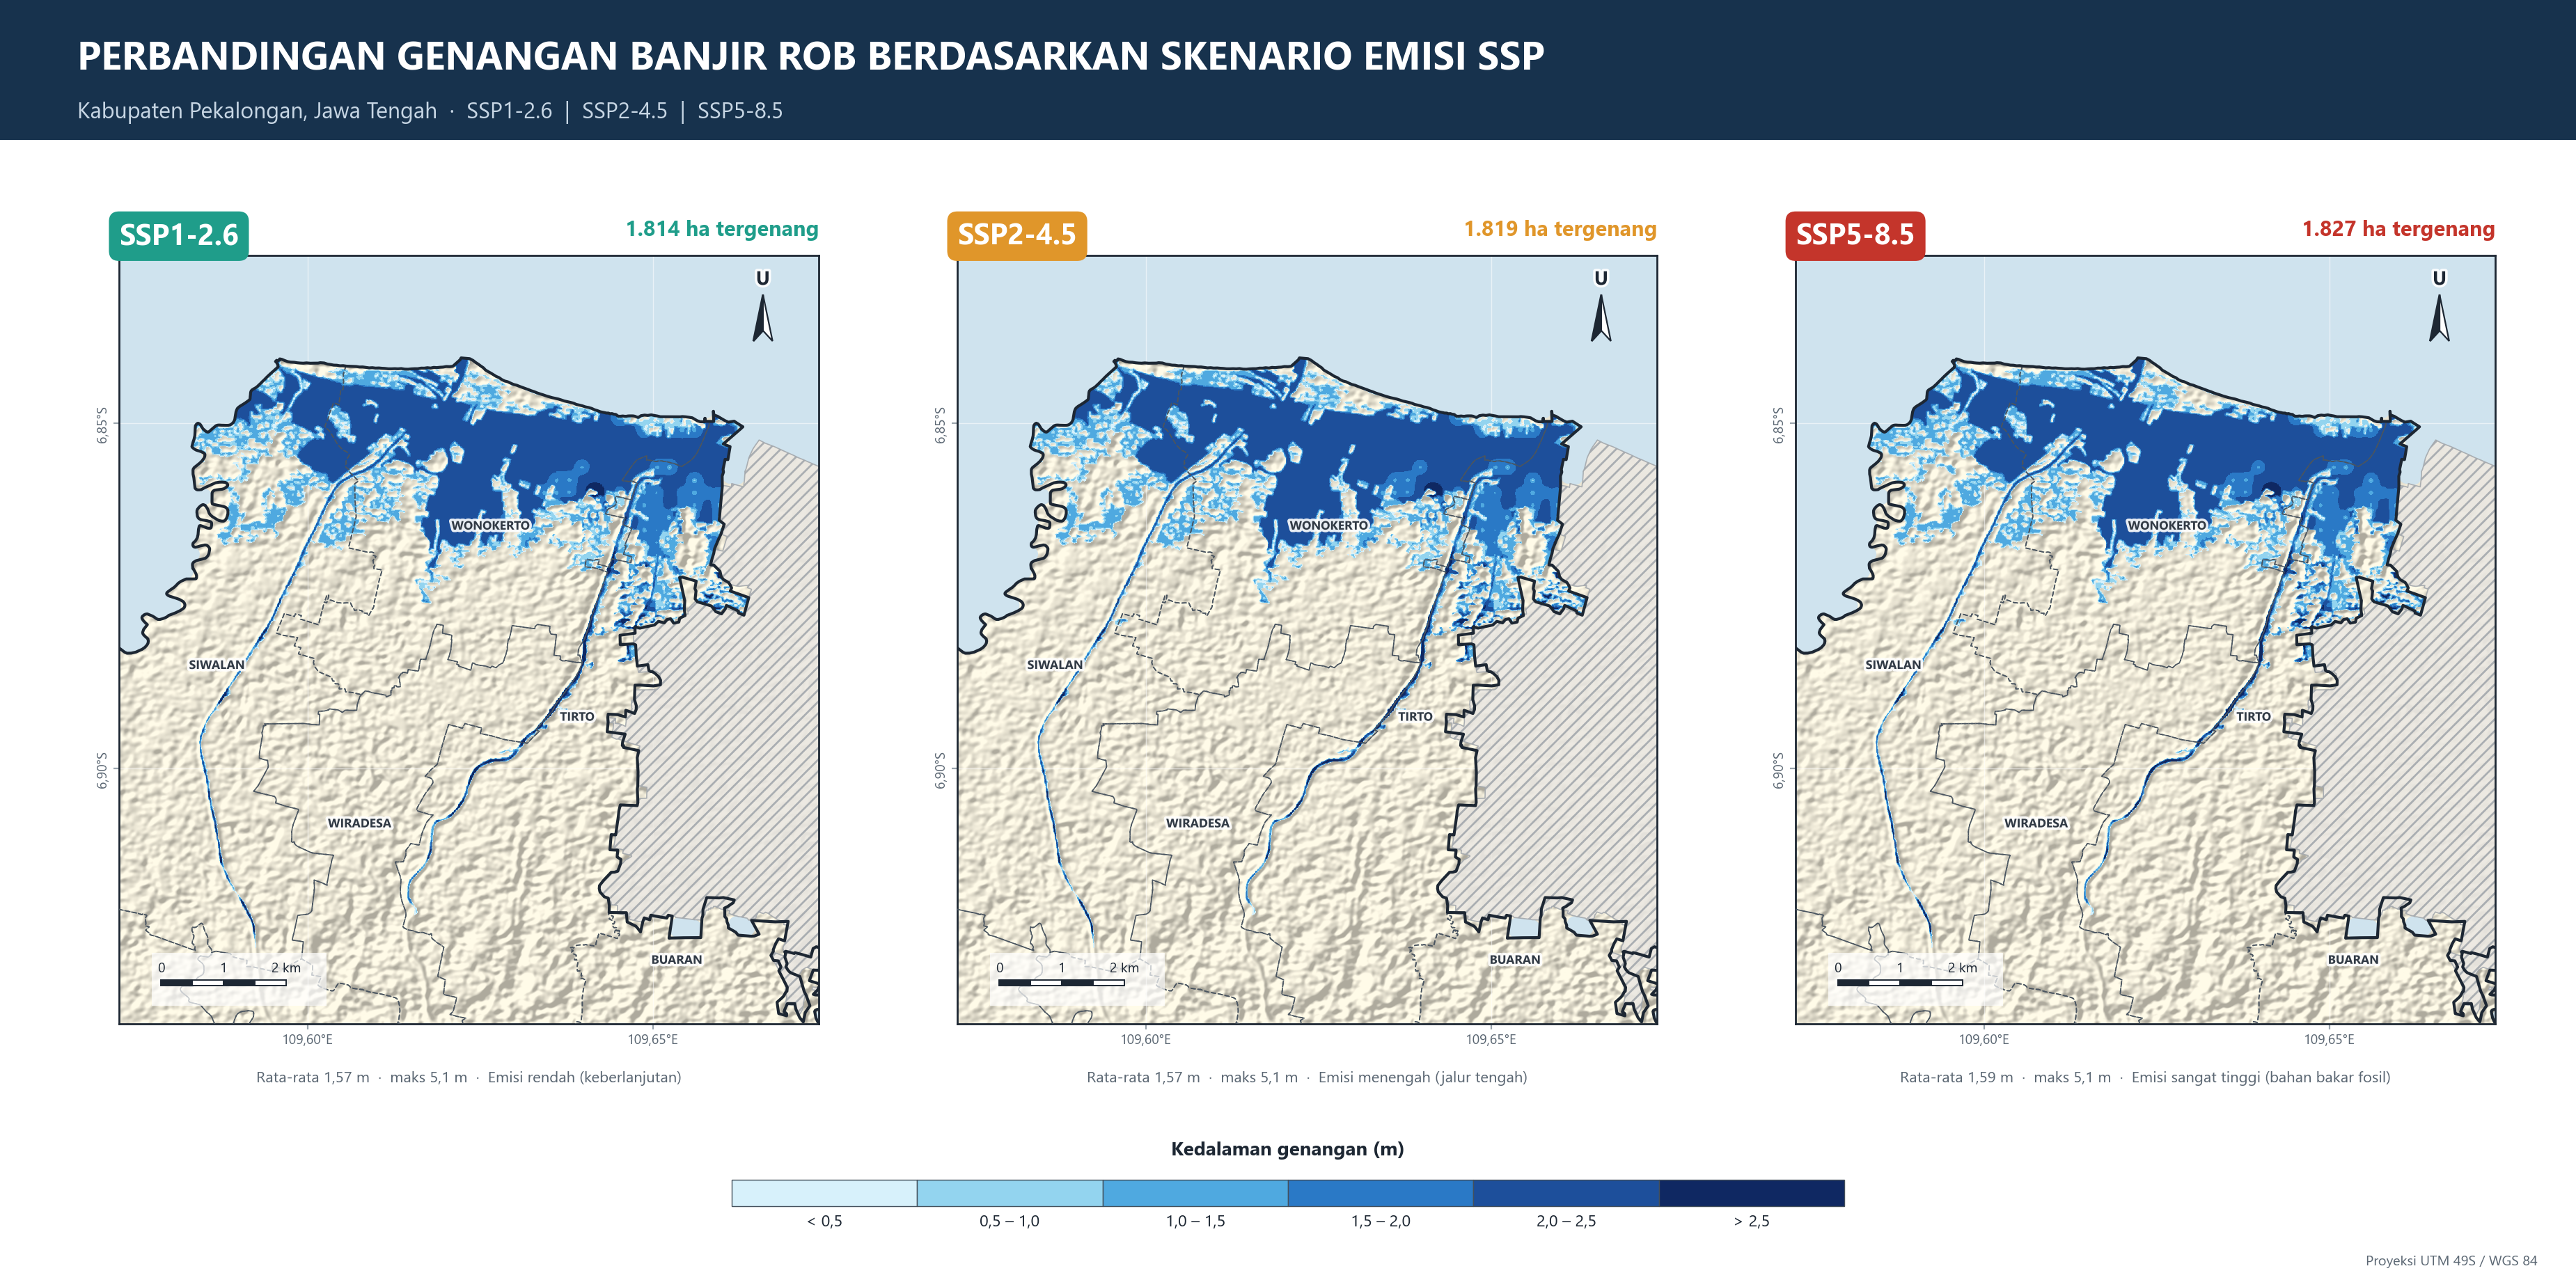 PERBANDINGAN GENANGAN BANJIR ROB BERDASARKAN SKENARIO EMISI SSP
Kabupaten Pekalongan, Jawa Tengah · SSP1-2.6 | SSP2-4.5 | SSP5-8.5
SSP1-2.6
1.814 ha tergenang
U
6,85°S
6,90°S
WONOKERTO
SIWALAN
TIRTO
WIRADESA
BUARAN
0 1 2 km
109,60°E 109,65°E
Rata-rata 1,57 m · maks 5,1 m · Emisi rendah (keberlanjutan)
SSP2-4.5
1.819 ha tergenang
U
6,85°S
6,90°S
WONOKERTO
SIWALAN
TIRTO
WIRADESA
BUARAN
0 1 2 km
109,60°E 109,65°E
Rata-rata 1,57 m · maks 5,1 m · Emisi menengah (jalur tengah)
SSP5-8.5
1.827 ha tergenang
U
6,85°S
6,90°S
WONOKERTO
SIWALAN
TIRTO
WIRADESA
BUARAN
0 1 2 km
109,60°E 109,65°E
Rata-rata 1,59 m · maks 5,1 m · Emisi sangat tinggi (bahan bakar fosil)
Kedalaman genangan (m)
< 0,5 0,5 – 1,0 1,0 – 1,5 1,5 – 2,0 2,0 – 2,5 > 2,5
Proyeksi UTM 49S / WGS 84